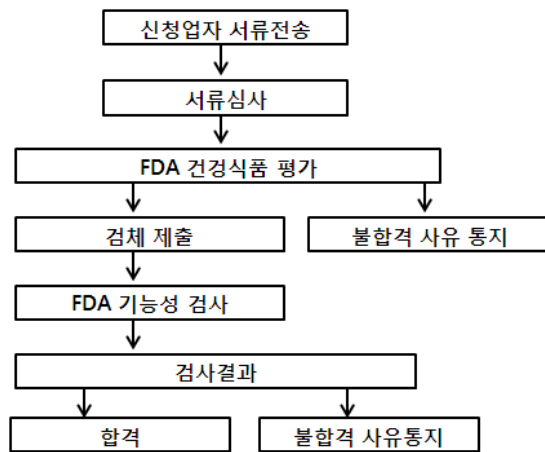 신청업자 서류전송
서류심사
FDA 건겅식품 평가
검체 제출
불합격 사유 통지
FDA 기능성 검사
검사결과
합격
불합격 사유통지